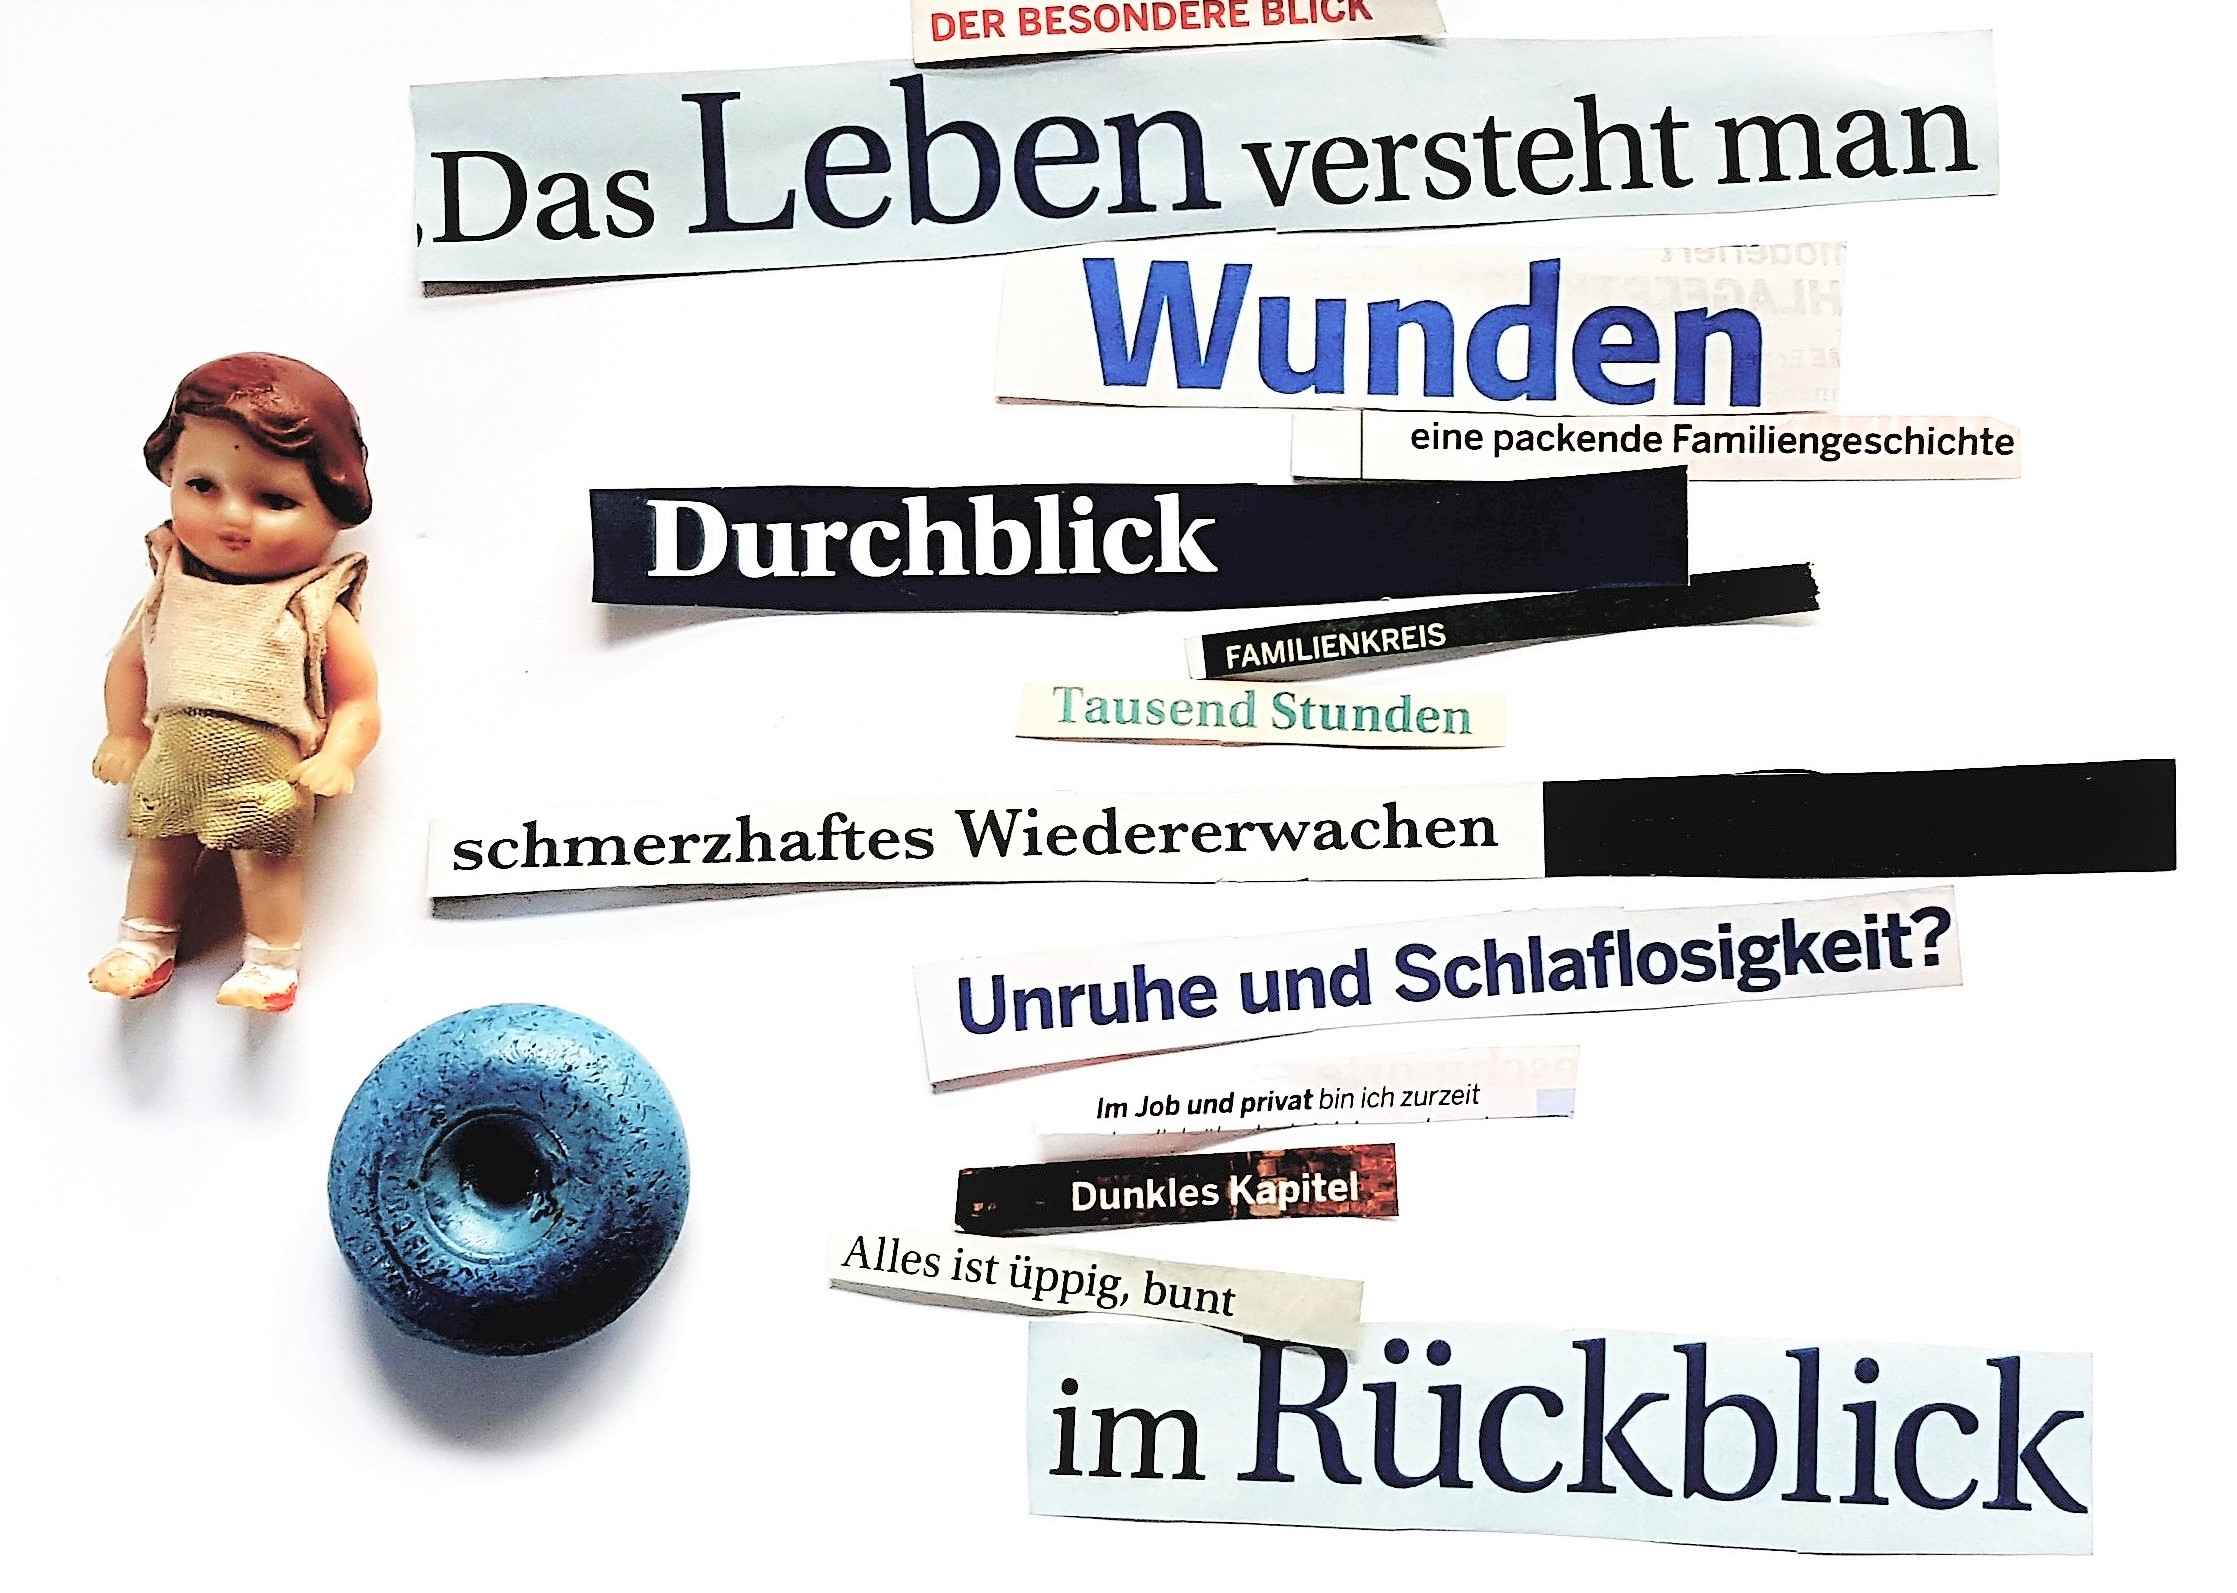 DER BESONDERE BLICK
‚Das Leben versteht man
Wunden
eine packende Familiengeschichte
Durchblick
FAMILIENKREIS
Tausend Stunden
schmerzhaftes Wiedererwachen
Unruhe und Schlaflosigkeit?
Im Job und privat bin ich zurzeit
Dunkles Kapitel
Alles ist üppig, bunt
im Rückblick